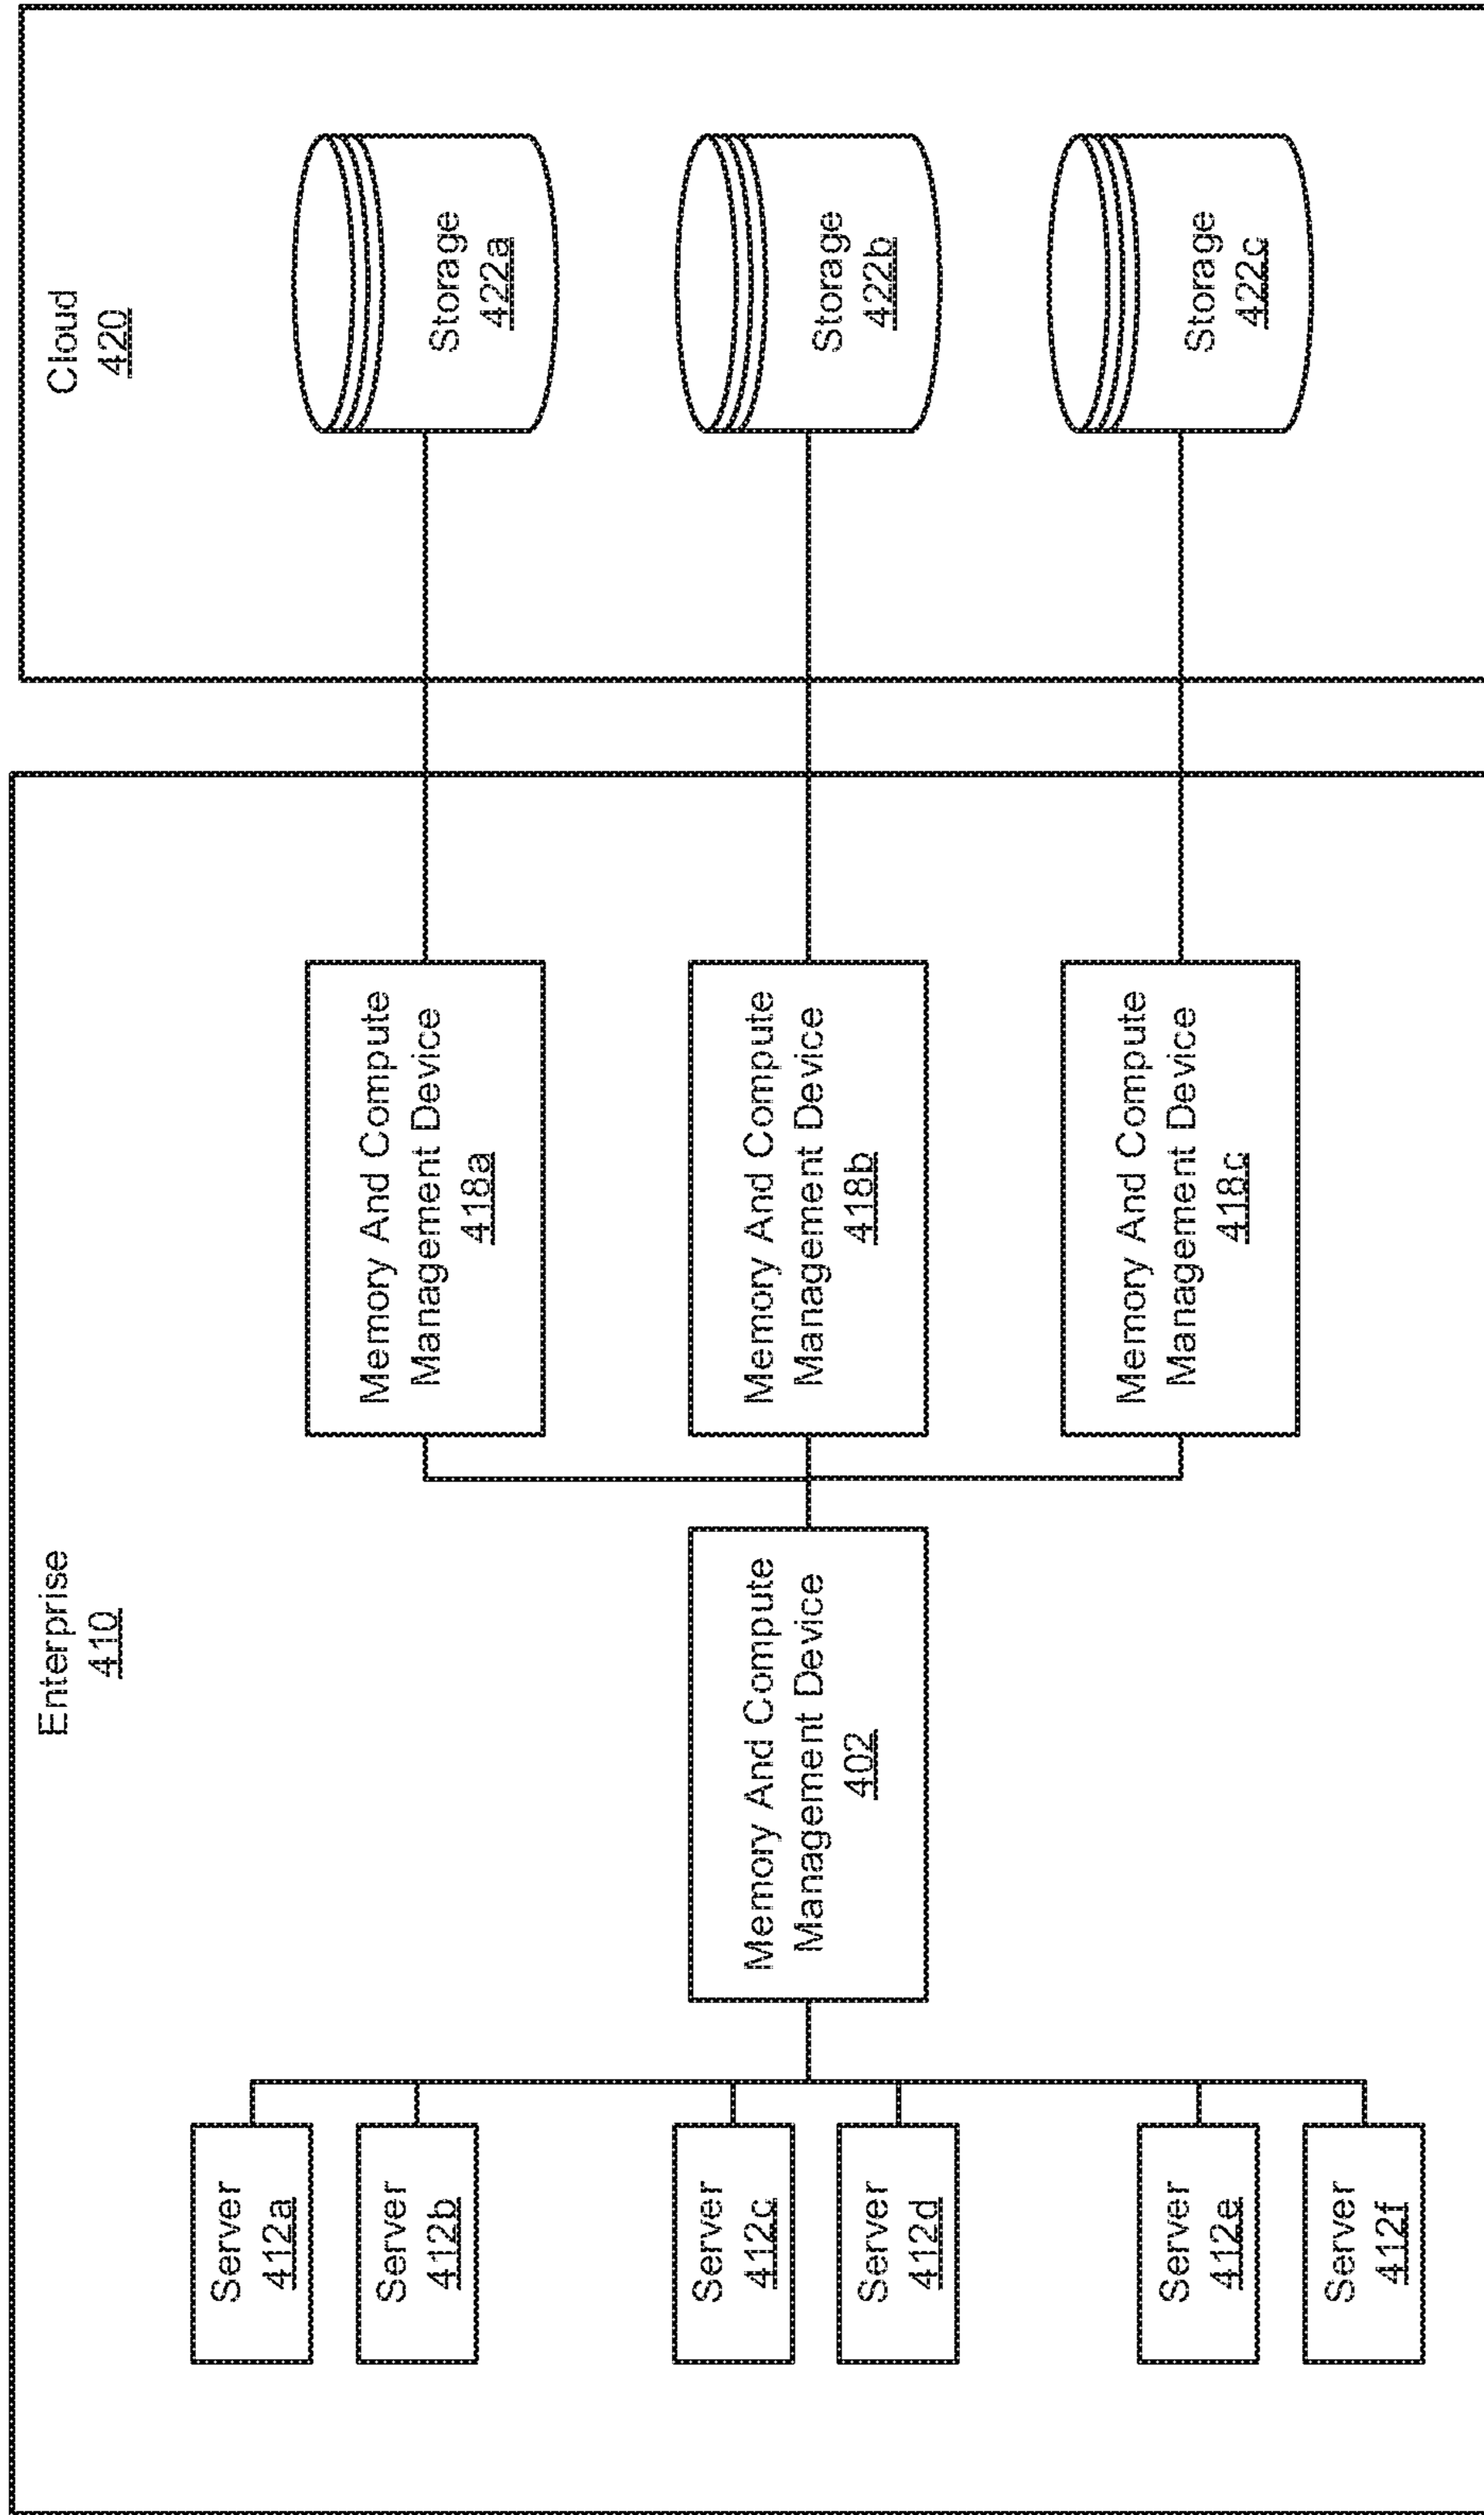 Enterprise
410
Cloud
420
Server
412a
Server
412b
Server
412c
Server
412d
Server
412e
Server
412f
Memory And Compute
Management Device
402
Memory And Compute
Management Device
418a
Memory And Compute
Management Device
418b
Memory And Compute
Management Device
418c
Storage
422a
Storage
422b
Storage
422c